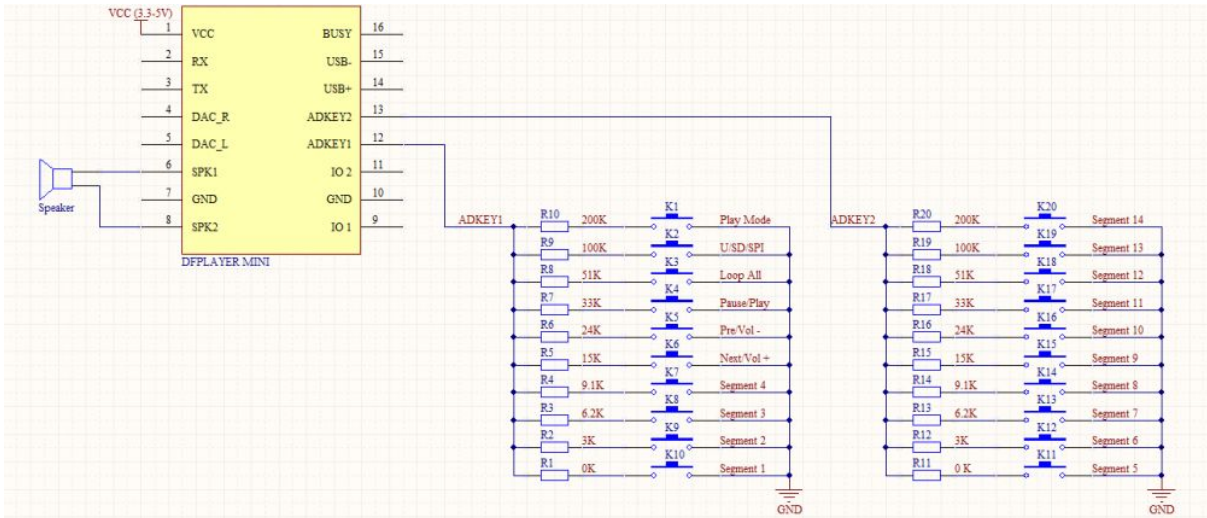 VCC (3.3-5V)
1 VCC BUSY 16
2 RX USB- 15
3 TX USB+ 14
4 DAC_R ADKEY2 13
5 DAC_L ADKEY1 12
6 SPK1 IO 2 11
7 GND GND 10
8 SPK2 IO 1 9
Speaker
DFPLAYER MINI
ADKEY1 R10 200K K1 Play Mode
R9 100K K2 U/SD/SPI
R8 51K K3 Loop All
R7 33K K4 Pause/Play
R6 24K K5 Pre/Vol -
R5 15K K6 Next/Vol +
R4 9.1K K7 Segment 4
R3 6.2K K8 Segment 3
R2 3K K9 Segment 2
R1 0K K10 Segment 1
GND
ADKEY2 R20 200K K20 Segment 14
R19 100K K19 Segment 13
R18 51K K18 Segment 12
R17 33K K17 Segment 11
R16 24K K16 Segment 10
R15 15K K15 Segment 9
R14 9.1K K14 Segment 8
R13 6.2K K13 Segment 7
R12 3K K12 Segment 6
R11 0 K K11 Segment 5
GND